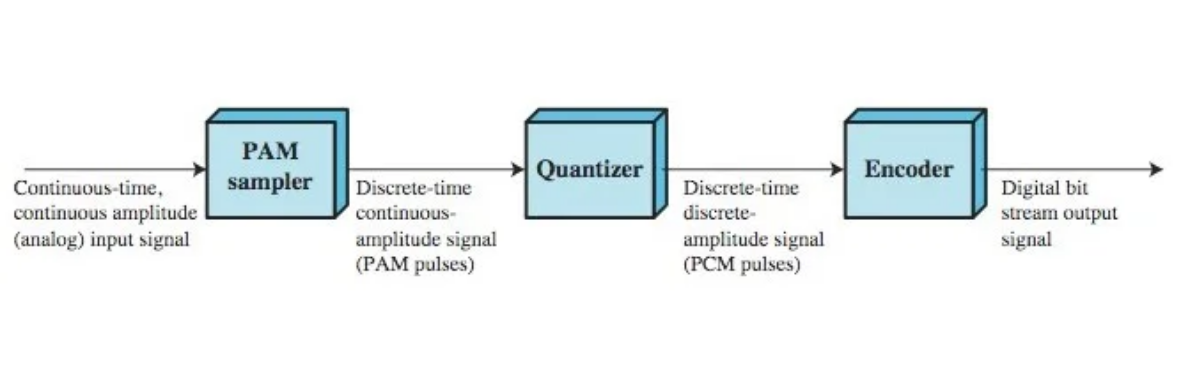 PAM
sampler
Quantizer
Encoder
Continuous-time,
continuous amplitude
(analog) input signal
Discrete-time
continuous-
amplitude signal
(PAM pulses)
Discrete-time
discrete-
amplitude signal
(PCM pulses)
Digital bit
stream output
signal